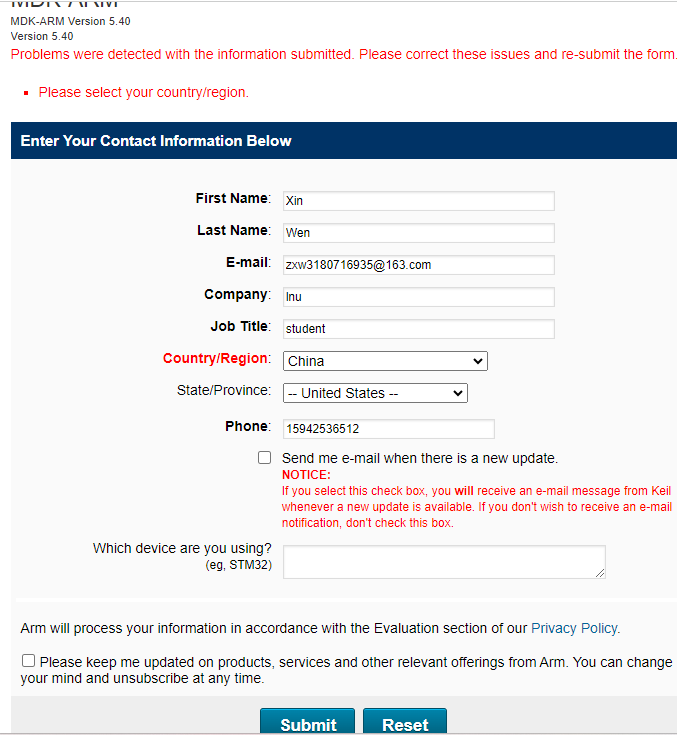 MDK-ARM
MDK-ARM Version 5.40
Version 5.40
Problems were detected with the information submitted. Please correct these issues and re-submit the form.
Please select your country/region.
Enter Your Contact Information Below
First Name: Xin
Last Name: Wen
E-mail: zxw3180716935@163.com
Company: lnu
Job Title: student
Country/Region: China
State/Province: -- United States --
Phone: 15942536512
Send me e-mail when there is a new update.
NOTICE:
If you select this check box, you will receive an e-mail message from Keil
whenever a new update is available. If you don't wish to receive an e-mail
notification, don't check this box.
Which device are you using?
(eg, STM32)
Arm will process your information in accordance with the Evaluation section of our Privacy Policy.
Please keep me updated on products, services and other relevant offerings from Arm. You can change
your mind and unsubscribe at any time.
Submit Reset